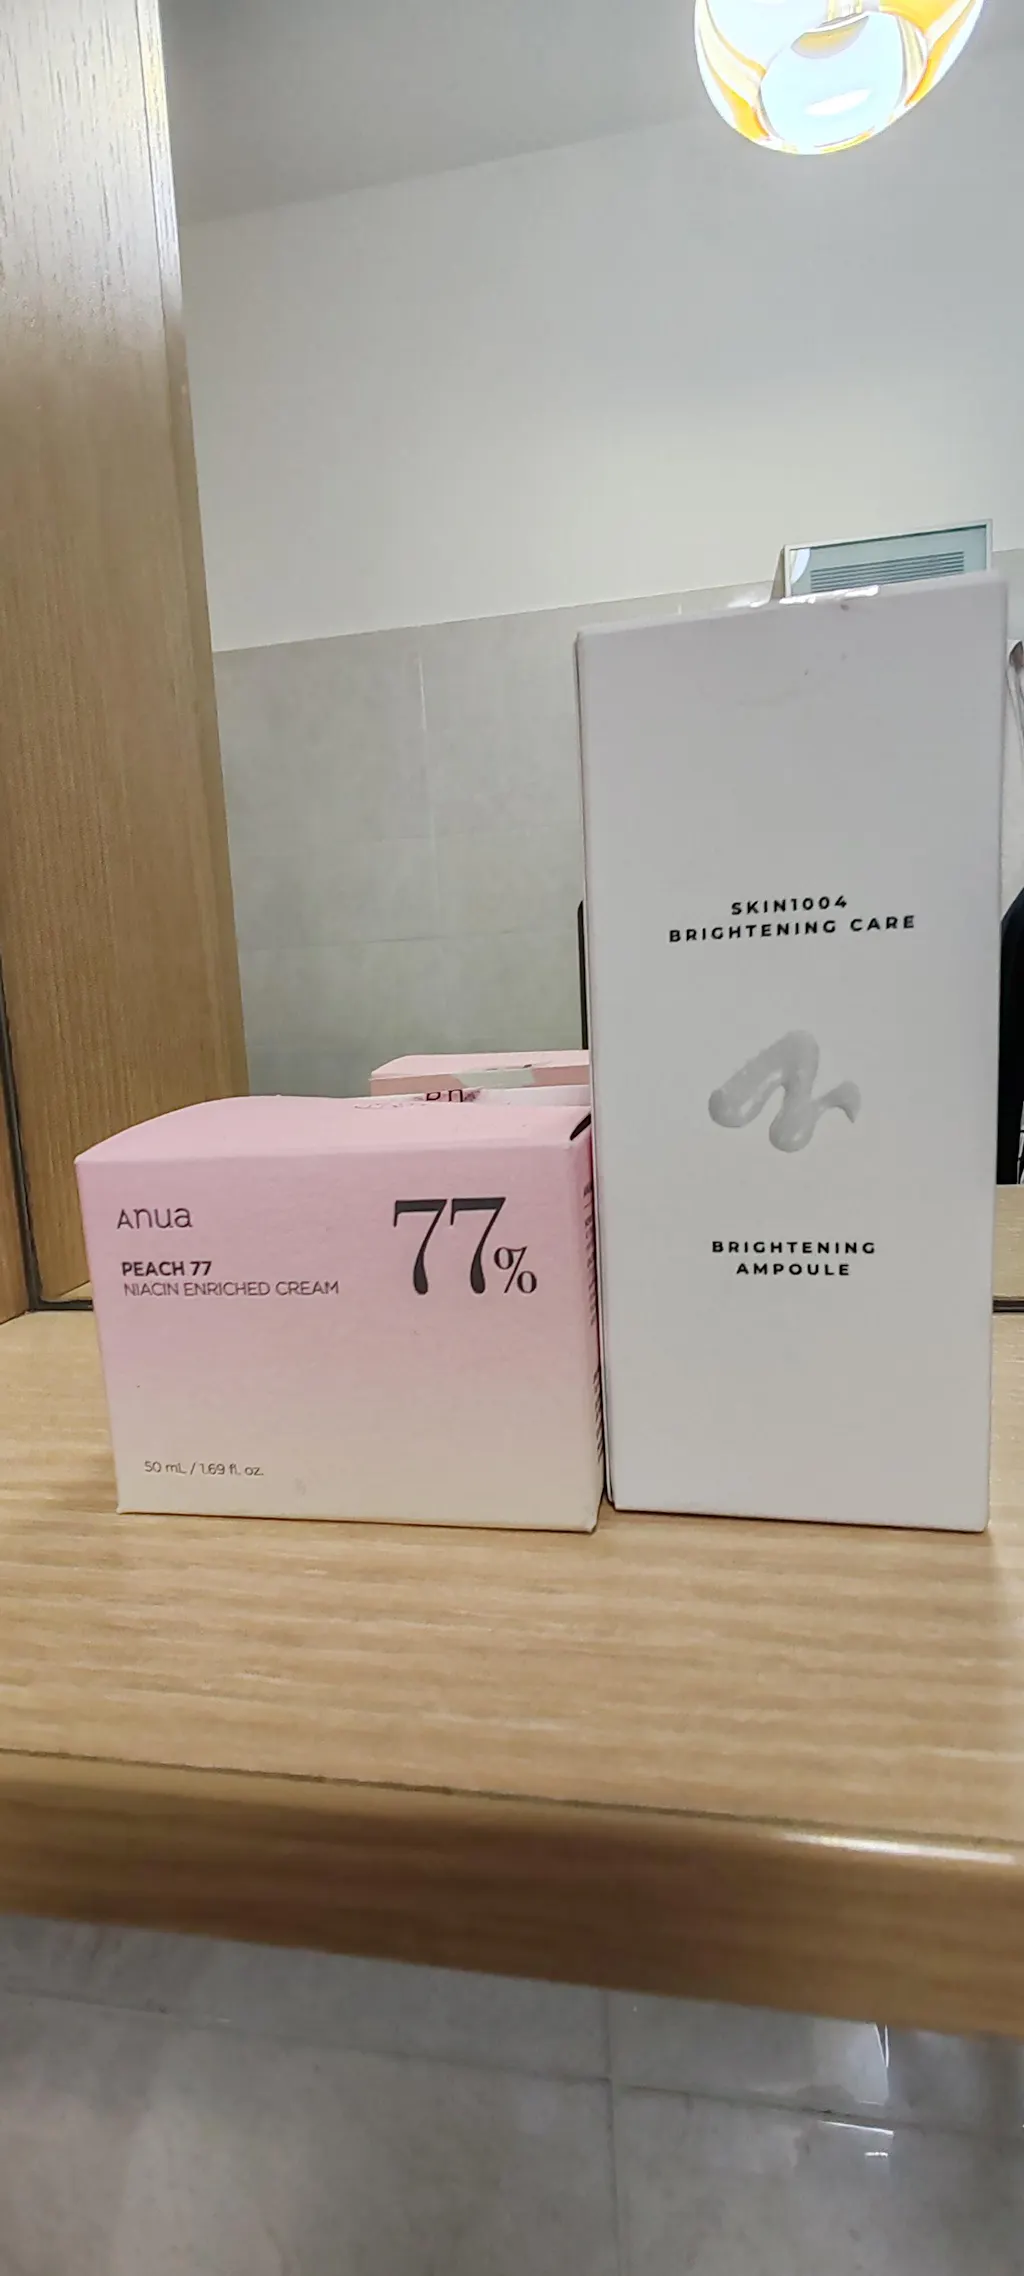 Anua
77%
PEACH 77
NIACIN ENRICHED CREAM
50 mL / 1.69 fl. oz.
SKIN1004
BRIGHTENING CARE
BRIGHTENING
AMPOULE